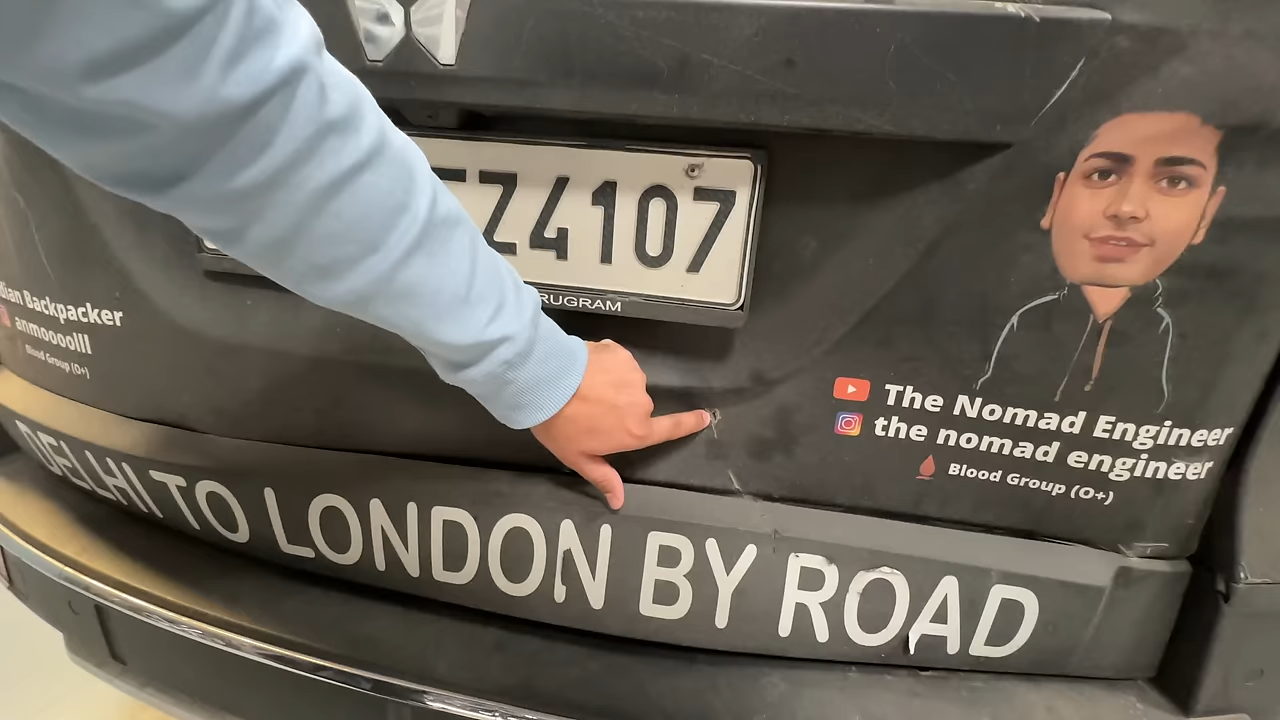 Z4107
RUGRAM
dian Backpacker
anmoooolll
Blood Group (O+)
The Nomad Engineer
the nomad engineer
Blood Group (O+)
DELHI TO LONDON BY ROAD